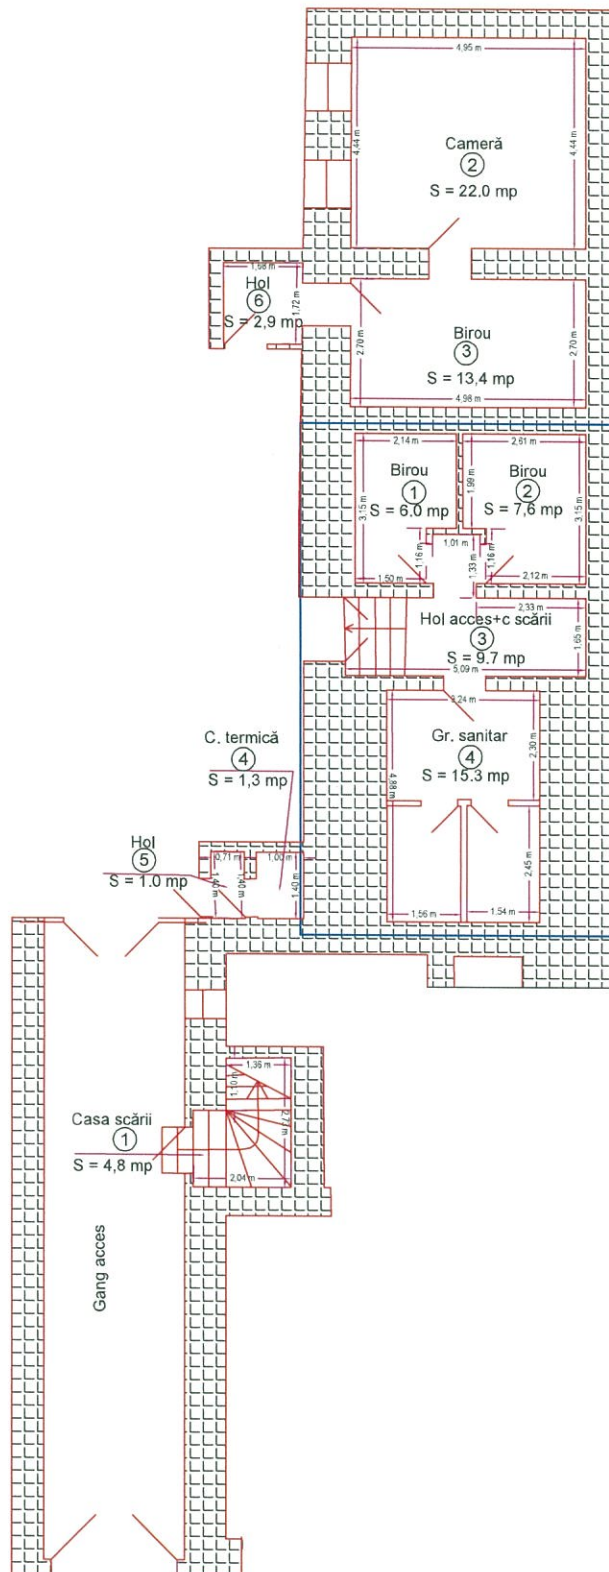 4,95 m
4,44 m
4,44 m
Cameră
2
S = 22,0 mp
1,68 m
Hol
6
1,72 m
S = 2,9 mp
Birou
3
S = 13,4 mp
2,70 m
2,70 m
4,98 m
2,14 m
2,61 m
Birou
1
S = 6,0 mp
3,15 m
1,99 m
Birou
2
S = 7,6 mp
3,15 m
1,01 m
1,16 m
1,33 m
1,16 m
1,50 m
2,12 m
2,33 m
Hol acces+c scării
3
S = 9.7 mp
1,65 m
5,09 m
3,24 m
Gr. sanitar
4
S = 15.3 mp
2,30 m
4,88 m
C. termică
4
S = 1,3 mp
2,45 m
1,56 m
1,54 m
Hol
5
S = 1.0 mp
0,71 m
1,00 m
1,40 m
1,40 m
1,40 m
1,36 m
1,10 m
2,77 m
Casa scării
1
S = 4,8 mp
2,04 m
Gang acces